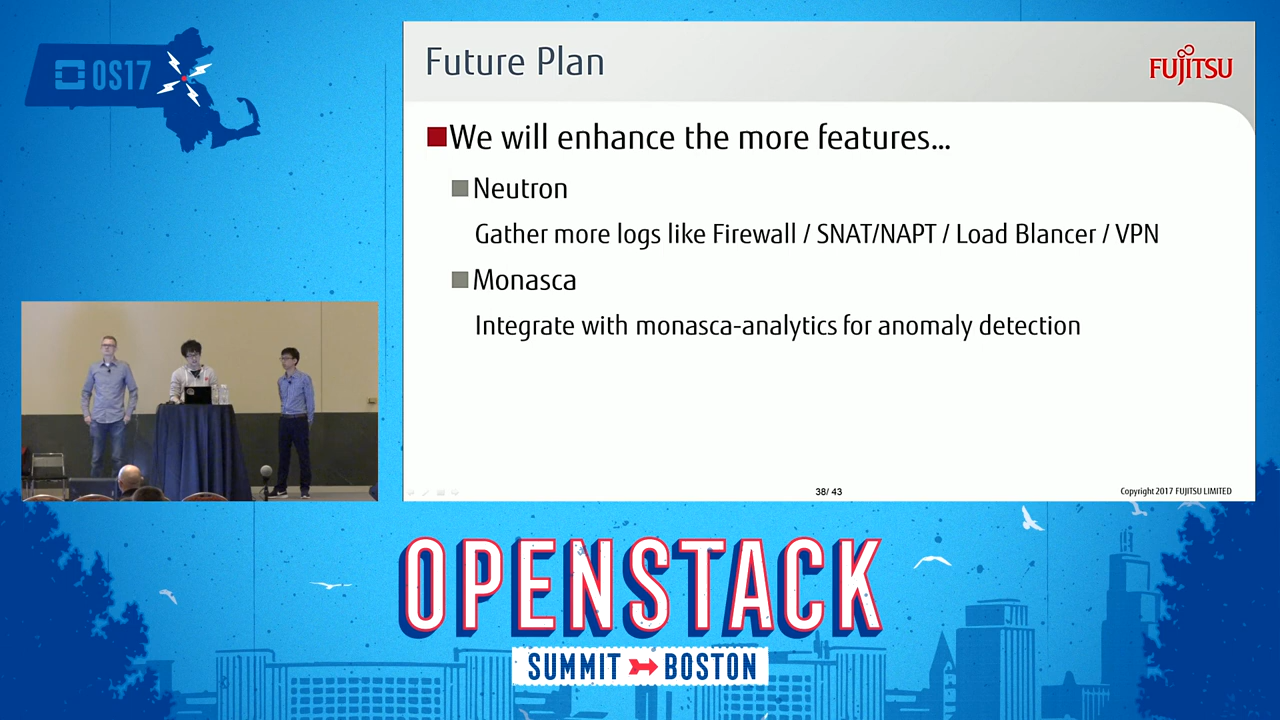 OS17
Future Plan
FUJITSU
We will enhance the more features...
Neutron
Gather more logs like Firewall / SNAT/NAPT / Load Blancer / VPN
Monasca
Integrate with monasca-analytics for anomaly detection
38/ 43
Copyright 2017 FUJITSU LIMITED
OPENSTACK
SUMMIT BOSTON